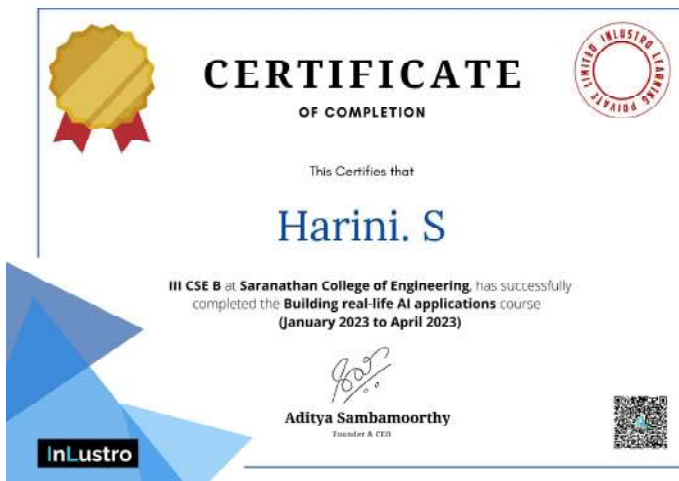 CERTIFICATE
OF COMPLETION
INLUSTRO LEARNING PRIVATE LIMITED
This Certifies that
Harini. S
III CSE B at Saranathan College of Engineering, has successfully
completed the Building real-life AI applications course
(January 2023 to April 2023)
Aditya Sambamoorthy
Founder & CEO
InLustro